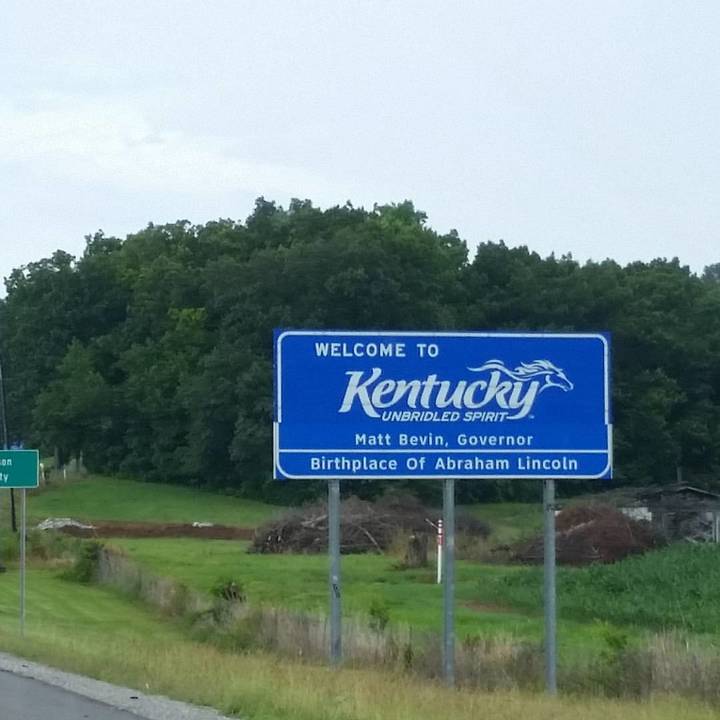 WELCOME TO
Kentucky
UNBRIDLED SPIRIT
Matt Bevin, Governor
Birthplace Of Abraham Lincoln